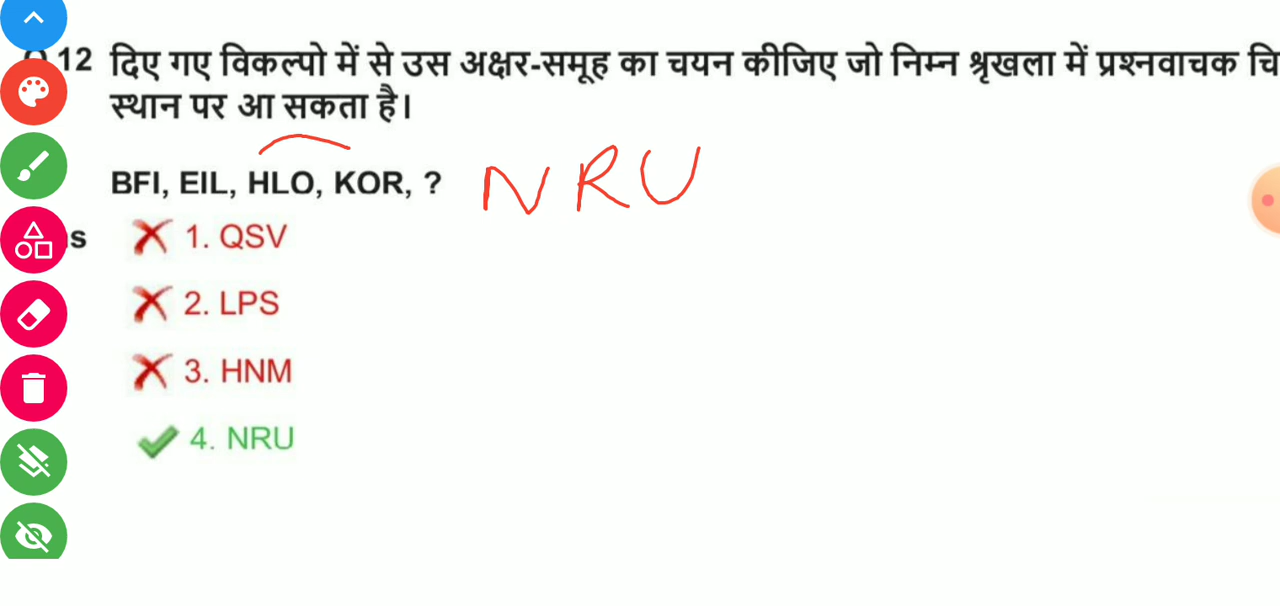 Q.12 दिए गए विकल्पो में से उस अक्षर-समूह का चयन कीजिए जो निम्न श्रृखला में प्रश्नवाचक
स्थान पर आ सकता है।
BFI, EIL, HLO, KOR, ? NRU
s 1. QSV
2. LPS
3. HNM
4. NRU